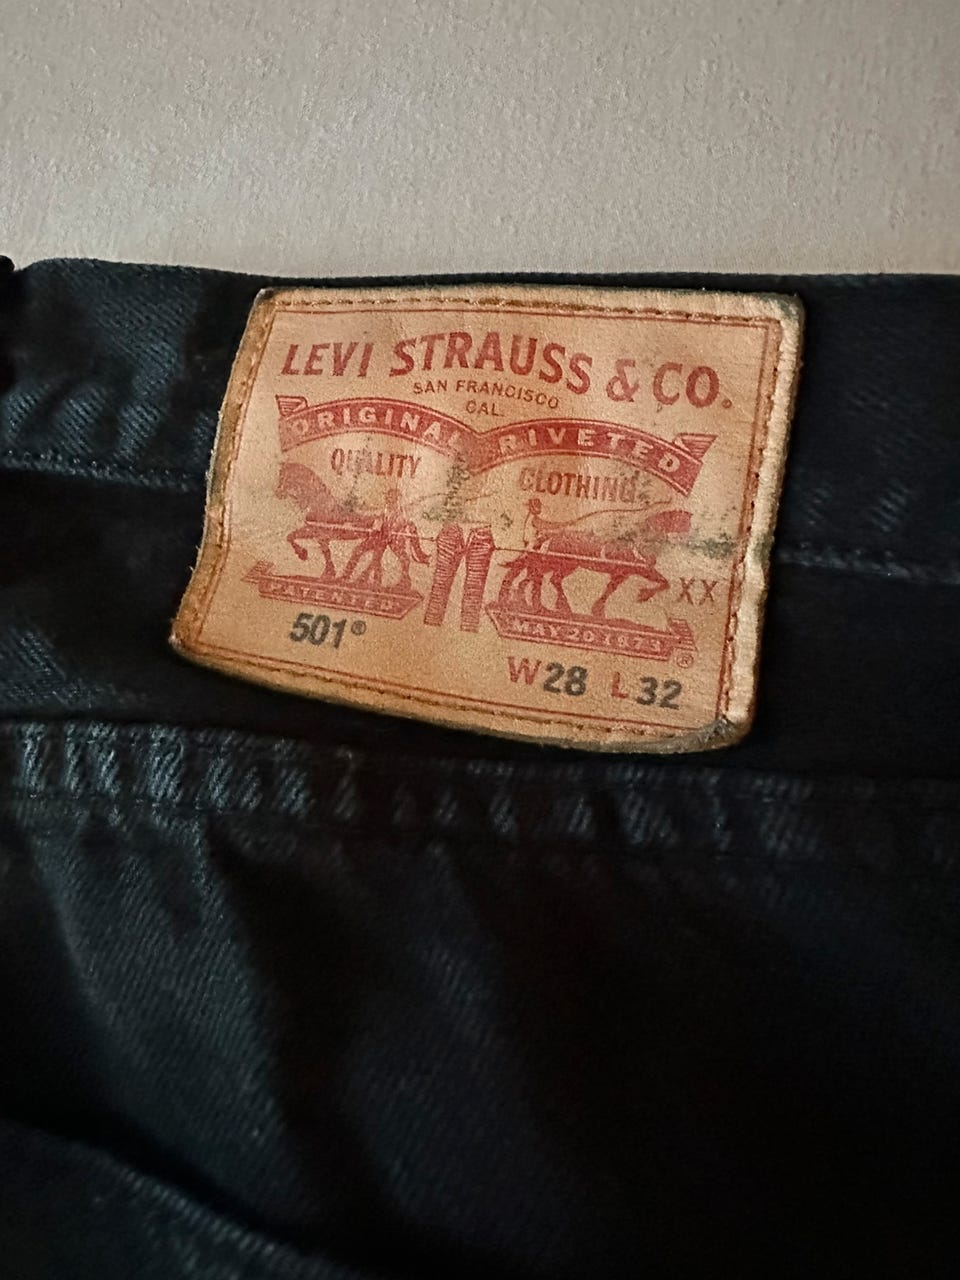 LEVI STRAUSS & CO.
SAN FRANCISCO
CAL.
ORIGINAL RIVETED
QUALITY CLOTHING
XX
PATENTED MAY 20 1873 ®
501®
W28 L32